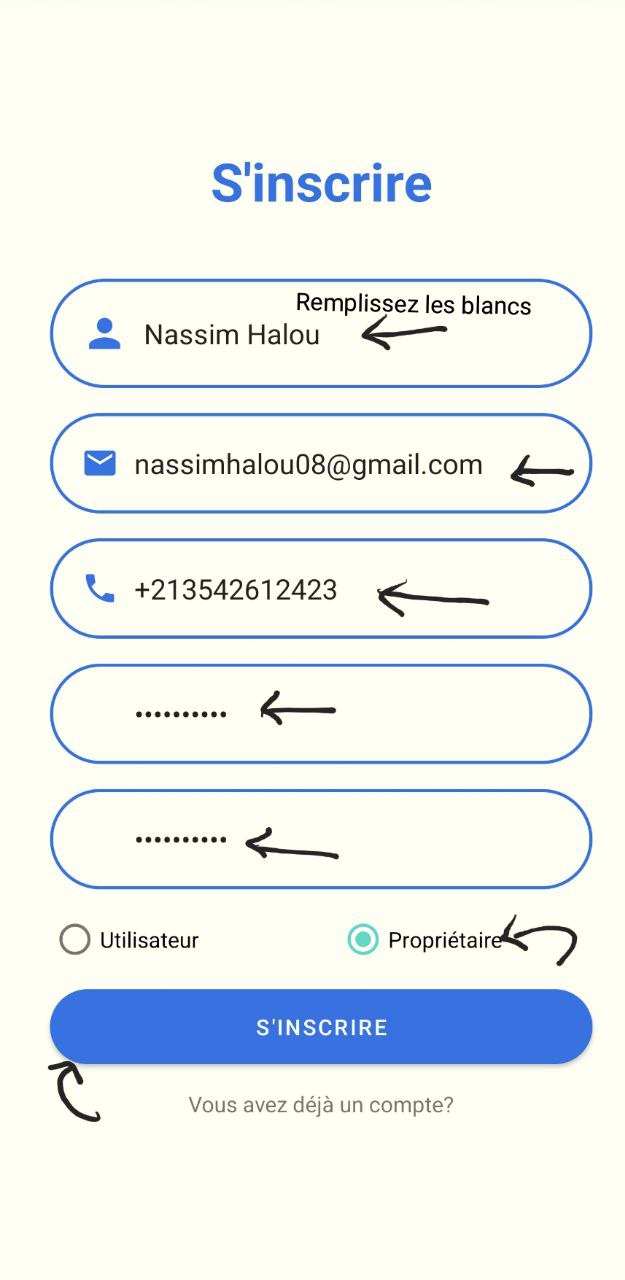 S'inscrire
Remplissez les blancs
Nassim Halou
nassimhalou08@gmail.com
+213542612423
••••••••••
••••••••••
Utilisateur
Propriétaire
S'INSCRIRE
Vous avez déjà un compte?